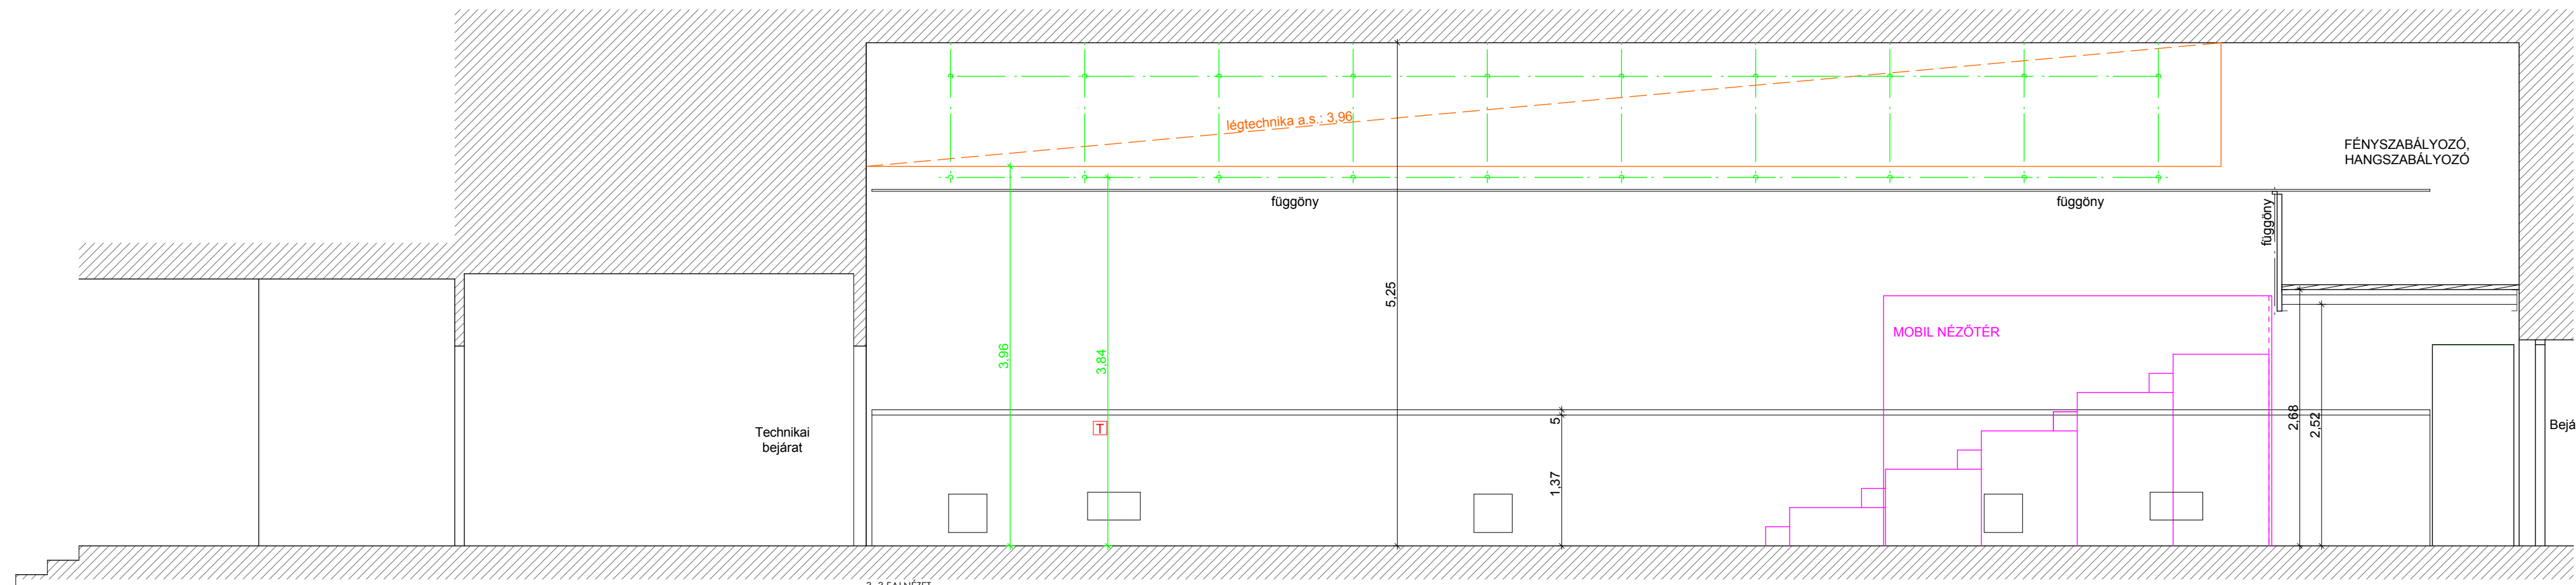 légtechnika a.s.: 3,96
FÉNYSZABÁLYOZÓ,
HANGSZABÁLYOZÓ
függöny
függöny
függöny
5,25
MOBIL NÉZŐTÉR
3,96
3,84
2,68
2,52
5
1,37
T
Technikai
bejárat
Bejá